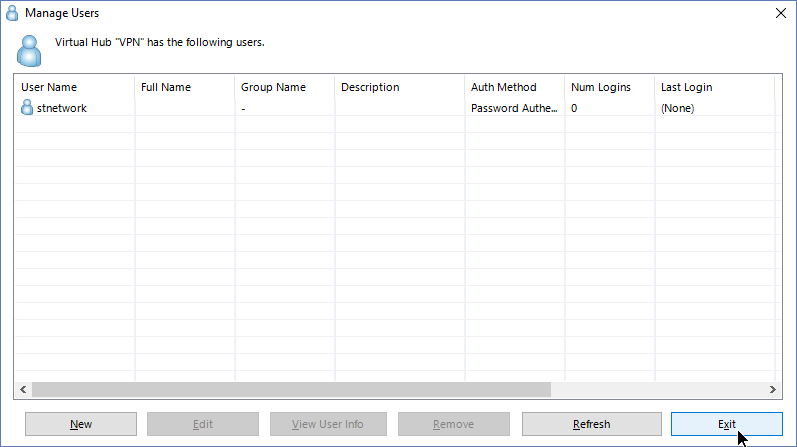 Manage Users
Virtual Hub "VPN" has the following users.
User Name Full Name Group Name Description Auth Method Num Logins Last Login
stnetwork - Password Authe... 0 (None)
New Edit View User Info Remove Refresh Exit